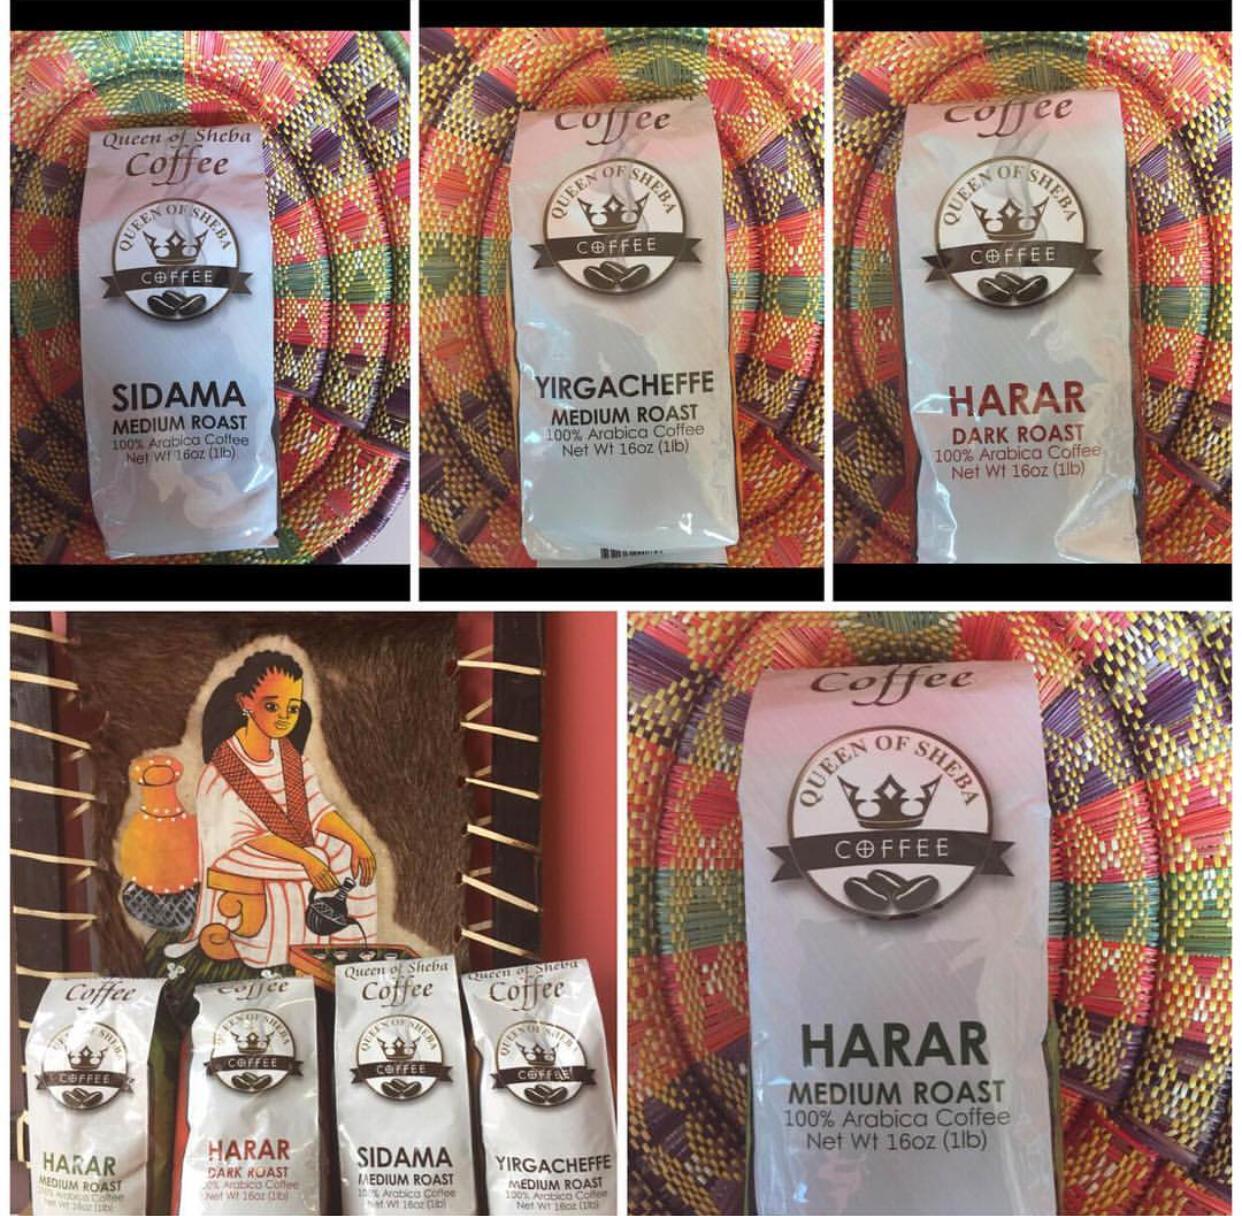 Queen of Sheba
Coffee
QUEEN OF SHEBA
COFFEE
SIDAMA
MEDIUM ROAST
100% Arabica Coffee
Net Wt 16oz (1lb)
Coffee
QUEEN OF SHEBA
COFFEE
YIRGACHEFFE
MEDIUM ROAST
100% Arabica Coffee
Net Wt 16oz (1lb)
Coffee
QUEEN OF SHEBA
COFFEE
HARAR
DARK ROAST
100% Arabica Coffee
Net Wt 16oz (1lb)
Coffee
QUEEN OF SHEBA
COFFEE
HARAR
MEDIUM ROAST
100% Arabica Coffee
Net Wt 16oz (1lb)
Coffee
QUEEN OF SHEBA
COFFEE
HARAR
DARK ROAST
100% Arabica Coffee
Net Wt 16oz (1lb)
Queen of Sheba
Coffee
QUEEN OF SHEBA
COFFEE
SIDAMA
MEDIUM ROAST
100% Arabica Coffee
Net Wt 16oz (1lb)
Queen of Sheba
Coffee
QUEEN OF SHEBA
COFFEE
YIRGACHEFFE
MEDIUM ROAST
100% Arabica Coffee
Net Wt 16oz (1lb)
Coffee
QUEEN OF SHEBA
COFFEE
HARAR
MEDIUM ROAST
100% Arabica Coffee
Net Wt 16oz (1lb)